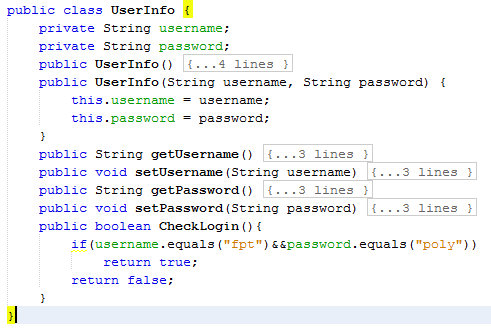 public class UserInfo {
    private String username;
    private String password;
    public UserInfo() {...4 lines }
    public UserInfo(String username, String password) {
        this.username = username;
        this.password = password;
    }
    public String getUsername() {...3 lines }
    public void setUsername(String username) {...3 lines }
    public String getPassword() {...3 lines }
    public void setPassword(String password) {...3 lines }
    public boolean CheckLogin(){
        if(username.equals("fpt")&&password.equals("poly"))
            return true;
        return false;
    }
}